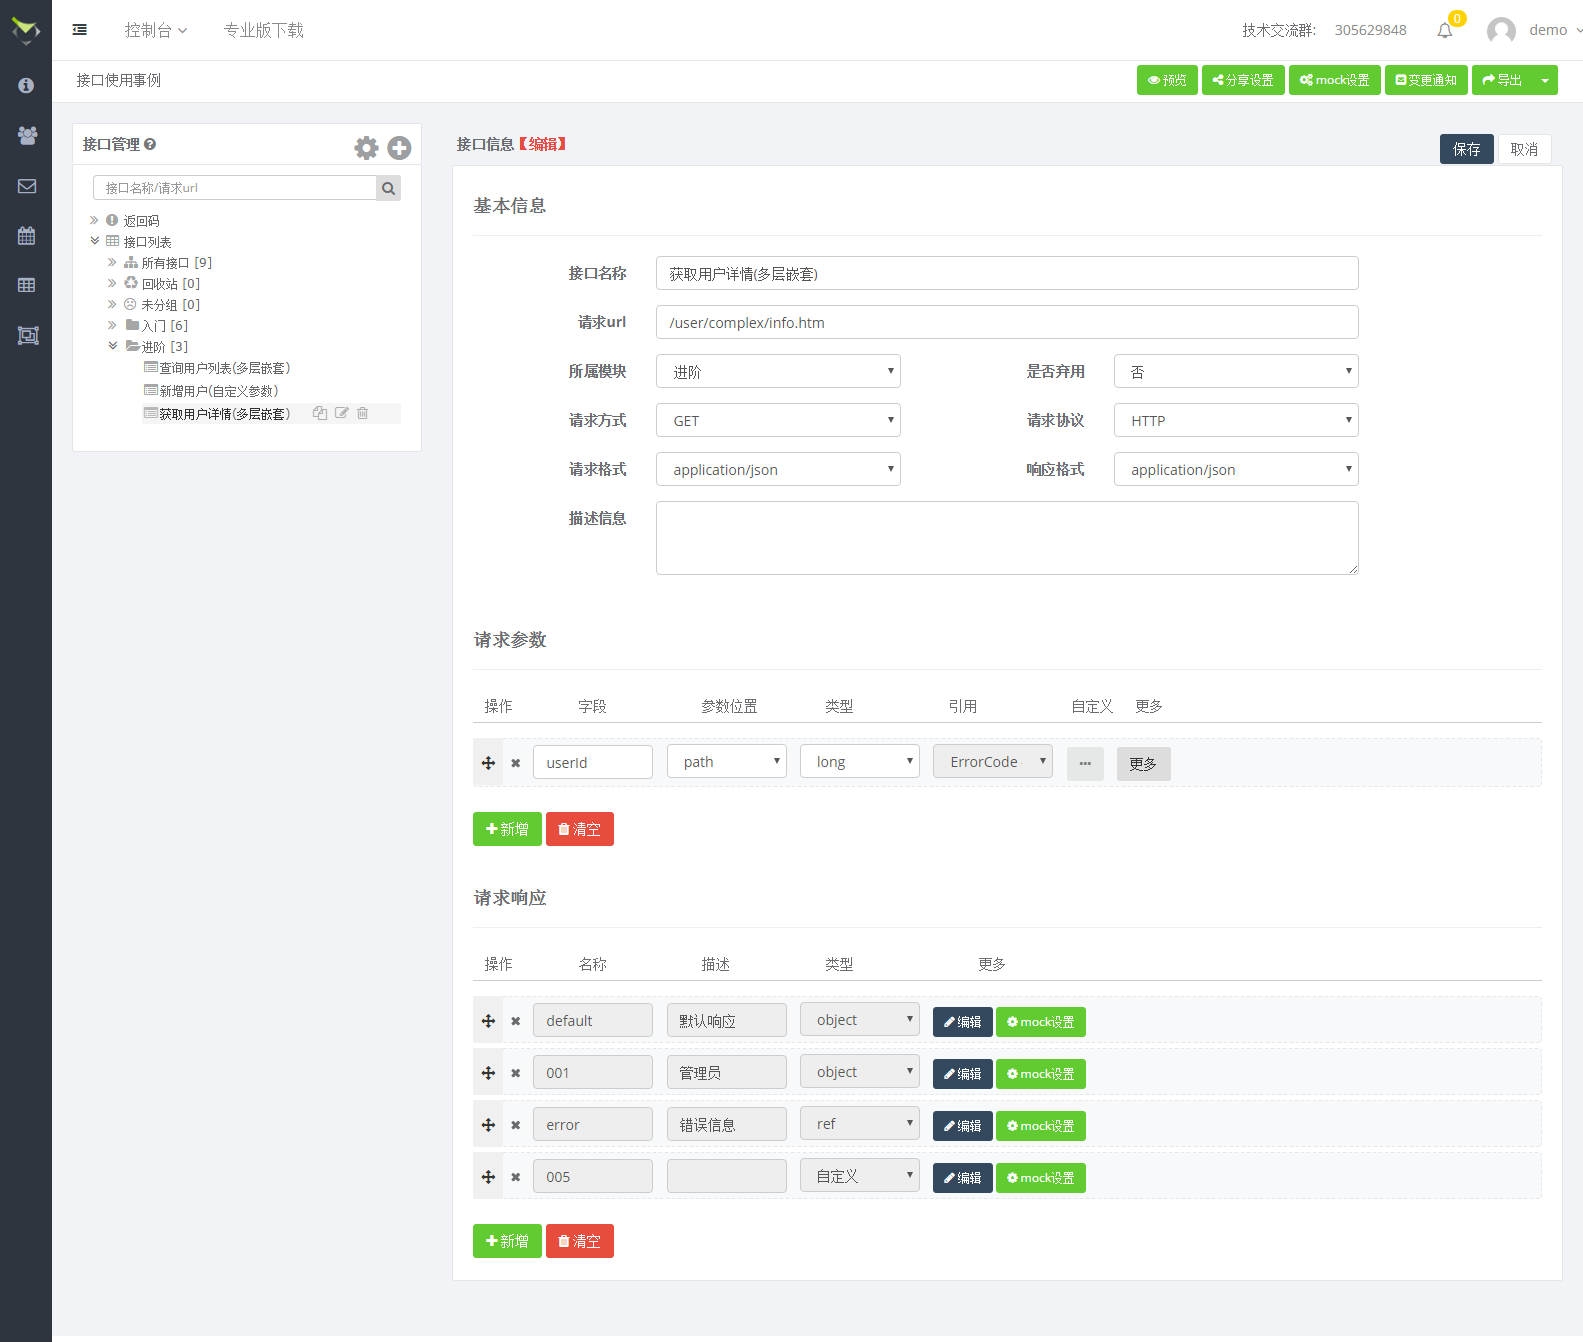 控制台
专业版下载
技术交流群:
305629848
0
demo
接口使用事例
预览
分享设置
mock设置
变更通知
导出
接口管理
接口名称/请求url
返回码
接口列表
所有接口 [9]
回收站 [0]
未分组 [0]
入门 [6]
进阶 [3]
查询用户列表(多层嵌套)
新增用户(自定义参数)
获取用户详情(多层嵌套)
接口信息【编辑】
保存
取消
基本信息
接口名称
获取用户详情(多层嵌套)
请求url
/user/complex/info.htm
所属模块
进阶
是否弃用
否
请求方式
GET
请求协议
HTTP
请求格式
application/json
响应格式
application/json
描述信息
请求参数
操作
字段
参数位置
类型
引用
自定义
更多
userId
path
long
ErrorCode
更多
新增
清空
请求响应
操作
名称
描述
类型
更多
default
默认响应
object
编辑
mock设置
001
管理员
object
编辑
mock设置
error
错误信息
ref
编辑
mock设置
005
自定义
编辑
mock设置
新增
清空